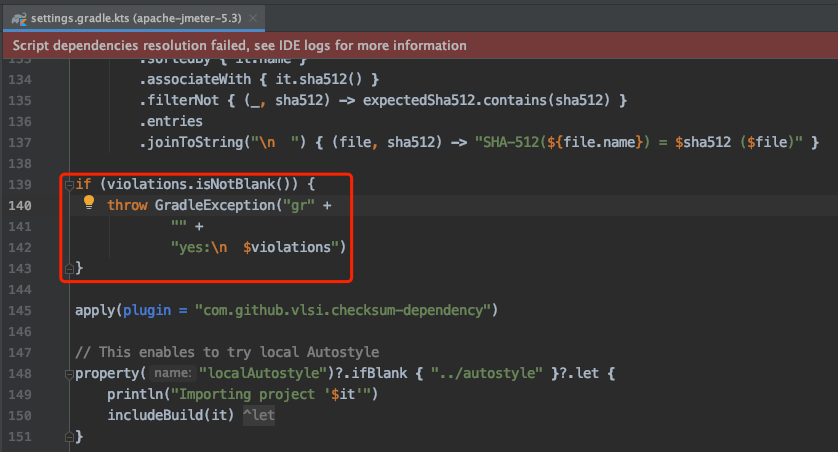 settings.gradle.kts (apache-jmeter-5.3)
Script dependencies resolution failed, see IDE logs for more information
133 .sortedBy { it.name }
134 .associateWith { it.sha512() }
135 .filterNot { (_, sha512) -> expectedSha512.contains(sha512) }
136 .entries
137 .joinToString("\n  ") { (file, sha512) -> "SHA-512(${file.name}) = $sha512 ($file)" }
138
139 if (violations.isNotBlank()) {
140 throw GradleException("gr" +
141 "" +
142 "yes:\n  $violations")
143 }
144
145 apply(plugin = "com.github.vlsi.checksum-dependency")
146
147 // This enables to try local Autostyle
148 property( name: "localAutostyle")?.ifBlank { "../autostyle" }?.let {
149 println("Importing project '$it'")
150 includeBuild(it) ^let
151 }